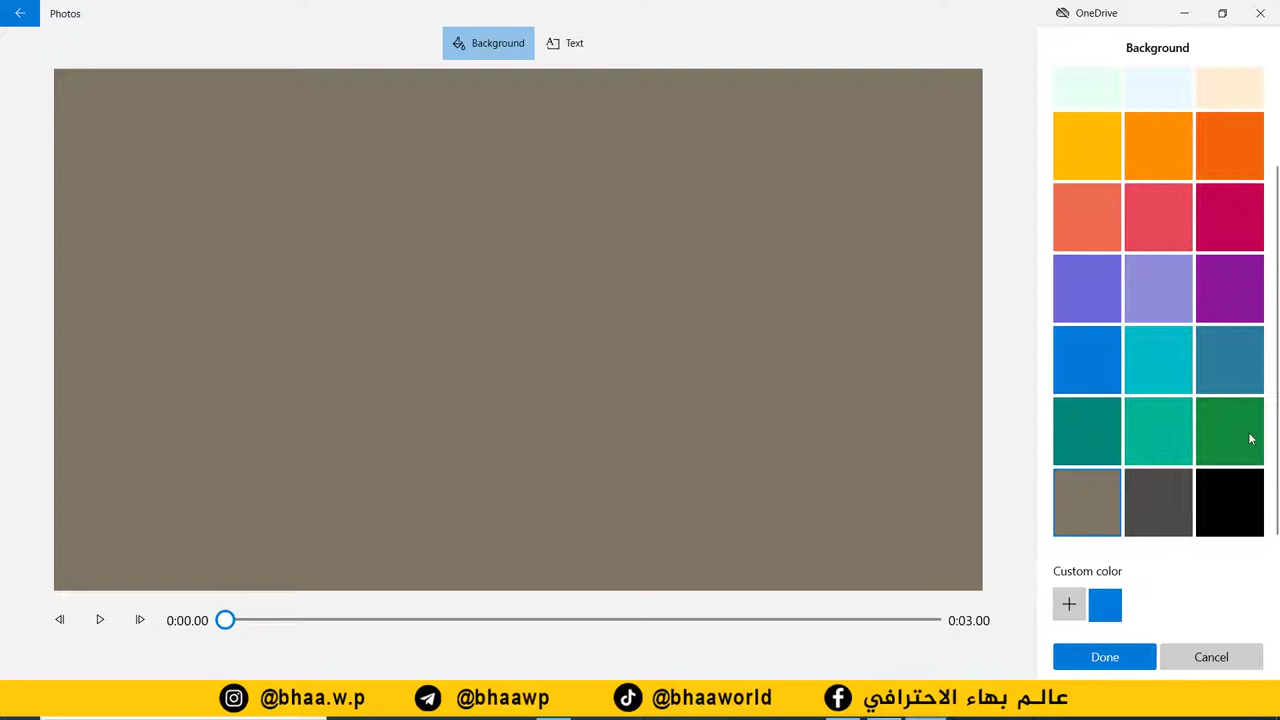 Photos
OneDrive
Background
Text
Background
0:00.00
0:03.00
Custom color
Done
Cancel
@bhaa.w.p
@bhaawp
@bhaaworld
عالم بهاء الاحترافي